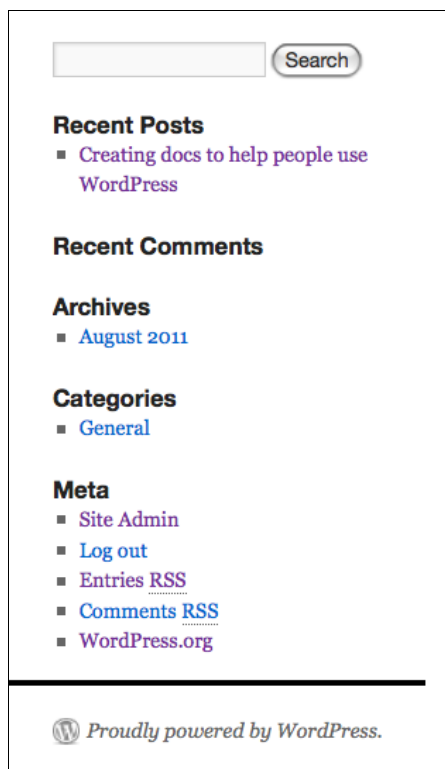 Search
Recent Posts
Creating docs to help people use
WordPress
Recent Comments
Archives
August 2011
Categories
General
Meta
Site Admin
Log out
Entries RSS
Comments RSS
WordPress.org
Proudly powered by WordPress.